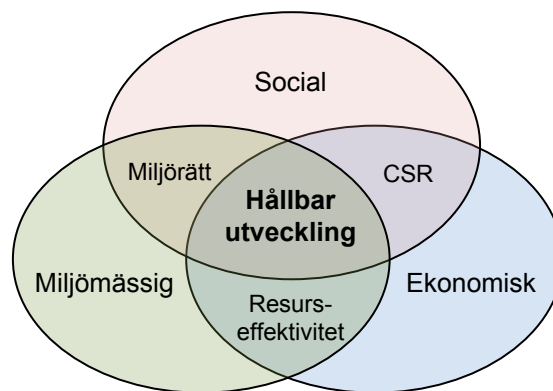 Social
Miljörätt
CSR
Hållbar
utveckling
Miljömässig
Ekonomisk
Resurs-
effektivitet